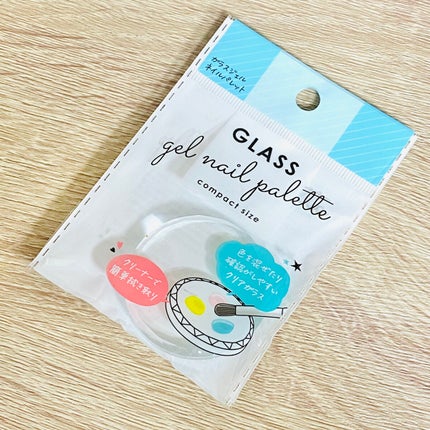 ガラスジェル
ネイルパレット
GLASS
gel nail palette
compact size
色を混ぜたり
確認がしやすい
クリアガラス
クリーナーで
簡単拭き取り